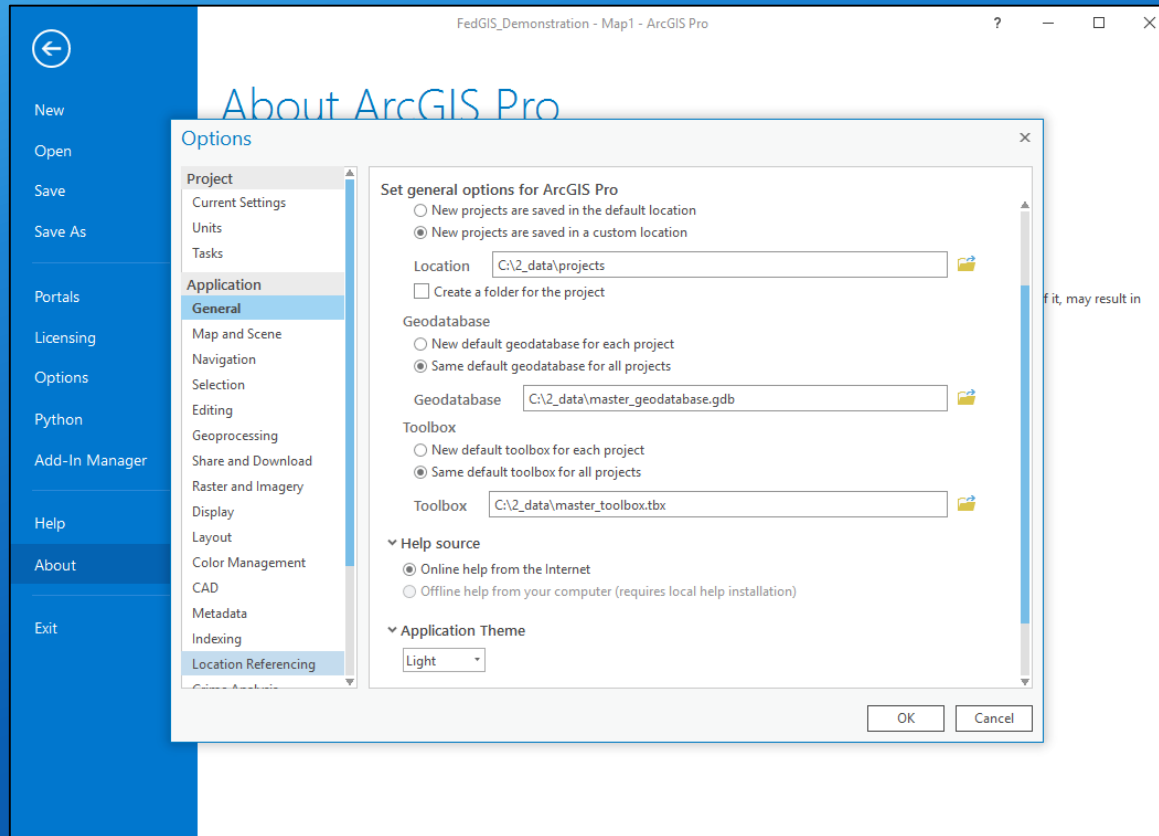 FedGIS_Demonstration - Map1 - ArcGIS Pro
?
New
Open
Save
Save As
Portals
Licensing
Options
Python
Add-In Manager
Help
About
Exit
About ArcGIS Pro
f it, may result in
Options
Project
Current Settings
Units
Tasks
Application
General
Map and Scene
Navigation
Selection
Editing
Geoprocessing
Share and Download
Raster and Imagery
Display
Layout
Color Management
CAD
Metadata
Indexing
Location Referencing
Crime Analysis
Set general options for ArcGIS Pro
New projects are saved in the default location
New projects are saved in a custom location
Location C:\2_data\projects
Create a folder for the project
Geodatabase
New default geodatabase for each project
Same default geodatabase for all projects
Geodatabase C:\2_data\master_geodatabase.gdb
Toolbox
New default toolbox for each project
Same default toolbox for all projects
Toolbox C:\2_data\master_toolbox.tbx
Help source
Online help from the Internet
Offline help from your computer (requires local help installation)
Application Theme
Light
OK Cancel